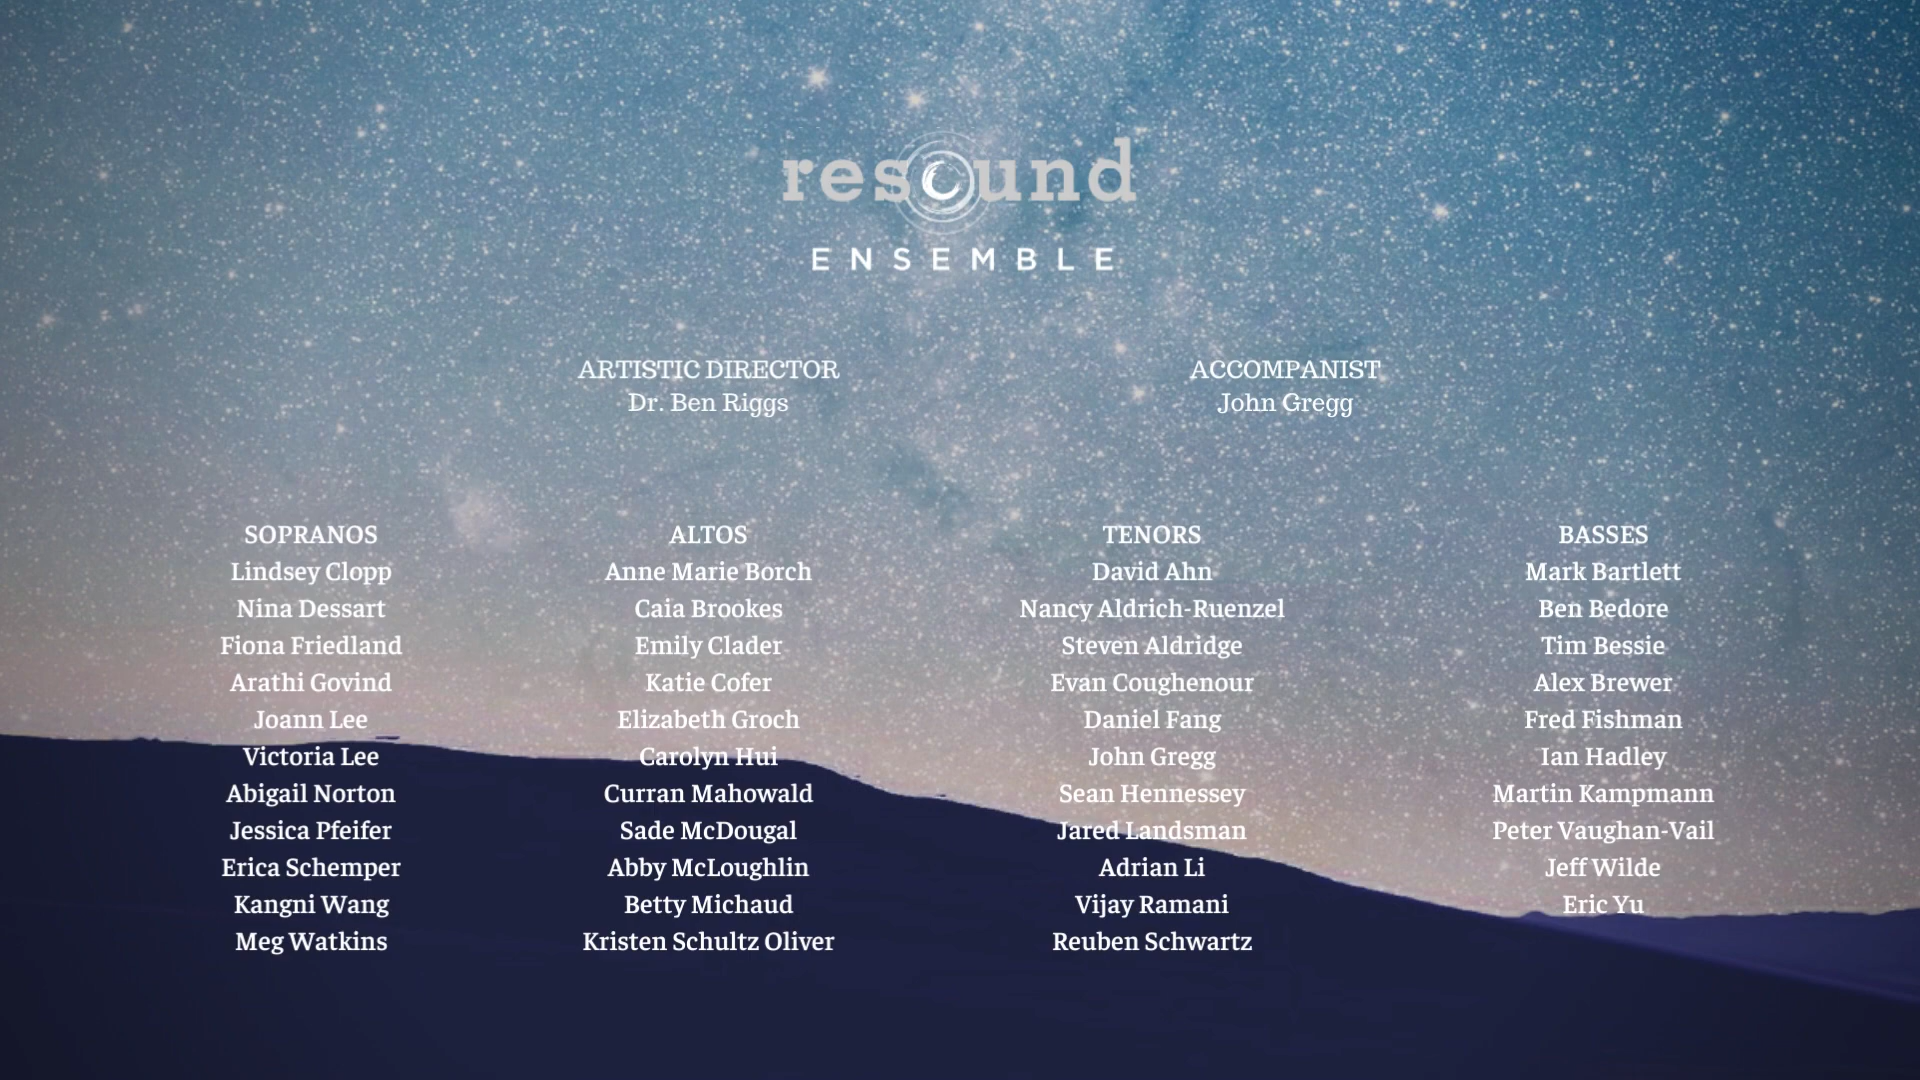 resound
ENSEMBLE
ARTISTIC DIRECTOR
Dr. Ben Riggs
ACCOMPANIST
John Gregg
SOPRANOS
Lindsey Clopp
Nina Dessart
Fiona Friedland
Arathi Govind
Joann Lee
Victoria Lee
Abigail Norton
Jessica Pfeifer
Erica Schemper
Kangni Wang
Meg Watkins
ALTOS
Anne Marie Borch
Caia Brookes
Emily Clader
Katie Cofer
Elizabeth Groch
Carolyn Hui
Curran Mahowald
Sade McDougal
Abby McLoughlin
Betty Michaud
Kristen Schultz Oliver
TENORS
David Ahn
Nancy Aldrich-Ruenzel
Steven Aldridge
Evan Coughenour
Daniel Fang
John Gregg
Sean Hennessey
Jared Landsman
Adrian Li
Vijay Ramani
Reuben Schwartz
BASSES
Mark Bartlett
Ben Bedore
Tim Bessie
Alex Brewer
Fred Fishman
Ian Hadley
Martin Kampmann
Peter Vaughan-Vail
Jeff Wilde
Eric Yu